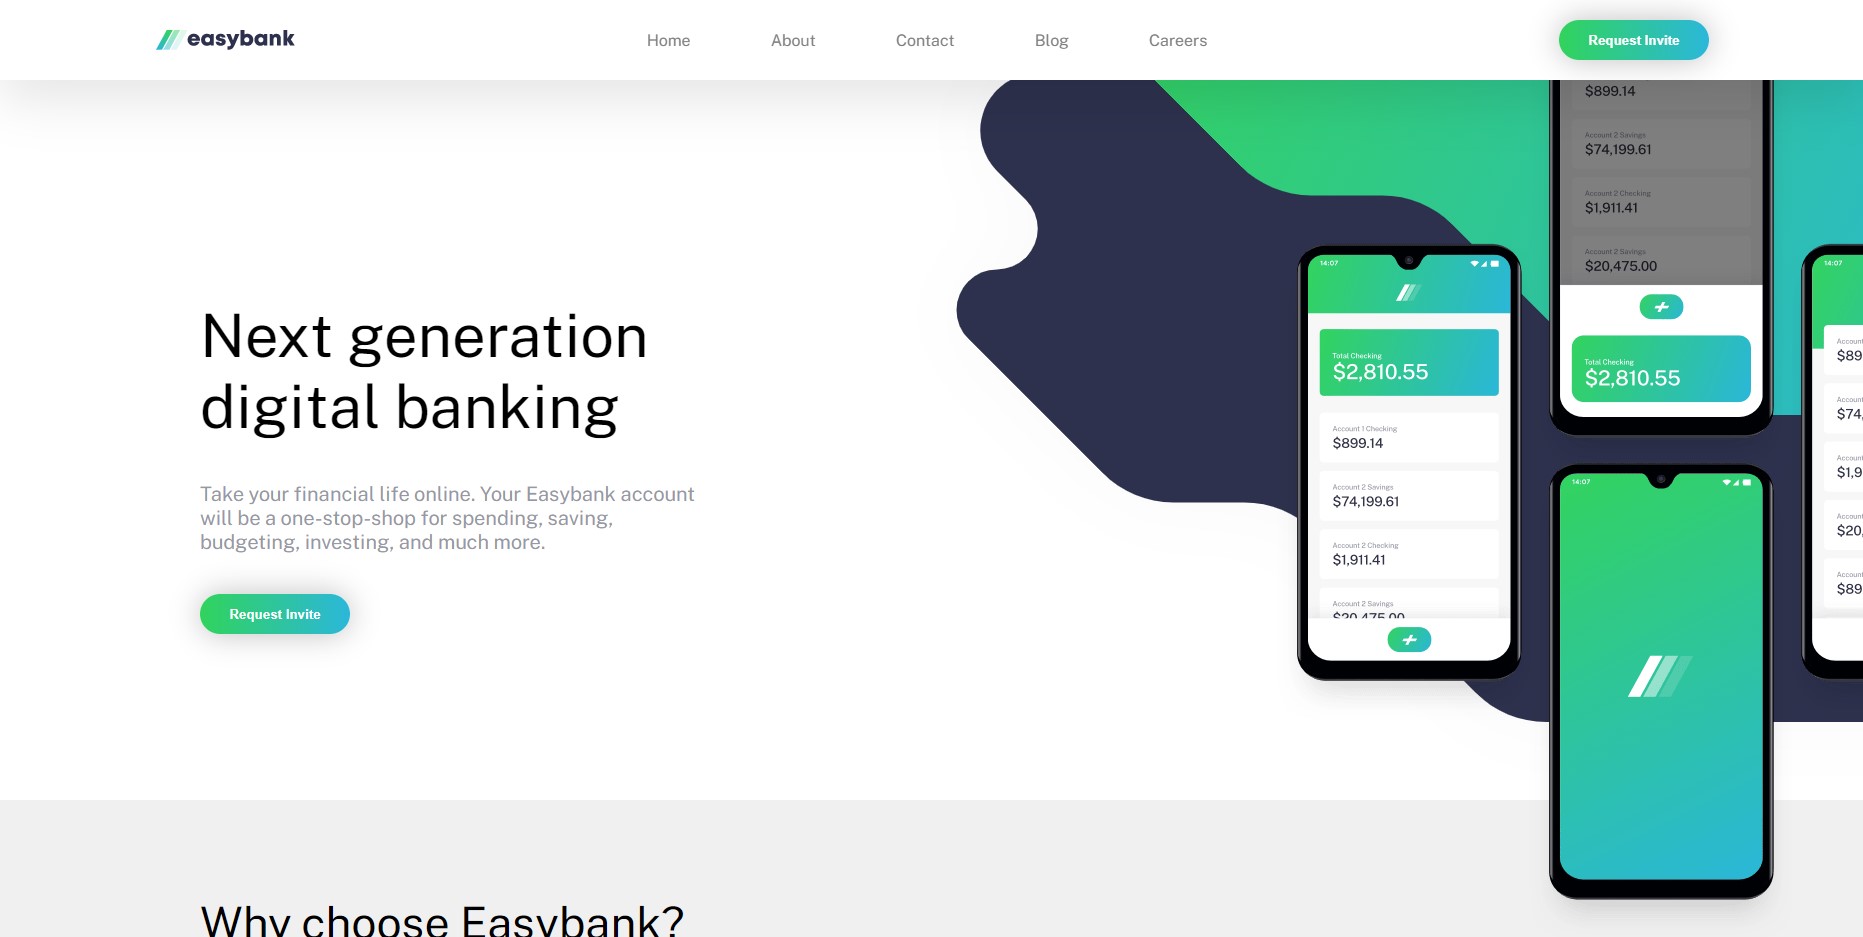 easybank
Home
About
Contact
Blog
Careers
Request Invite
Next generation
digital banking
Take your financial life online. Your Easybank account
will be a one-stop-shop for spending, saving,
budgeting, investing, and much more.
Request Invite
14:07
Total Checking
$2,810.55
Account 1 Checking
$899.14
Account 2 Savings
$74,199.61
Account 2 Checking
$1,911.41
Account 2 Savings
$20,475.00
$899.14
Account 2 Savings
$74,199.61
Account 2 Checking
$1,911.41
Account 2 Savings
$20,475.00
Total Checking
$2,810.55
14:07
14:07
Account
$89
Account
$74,
Account
$1,9
Account
$20,
Account
$89
Why choose Easybank?